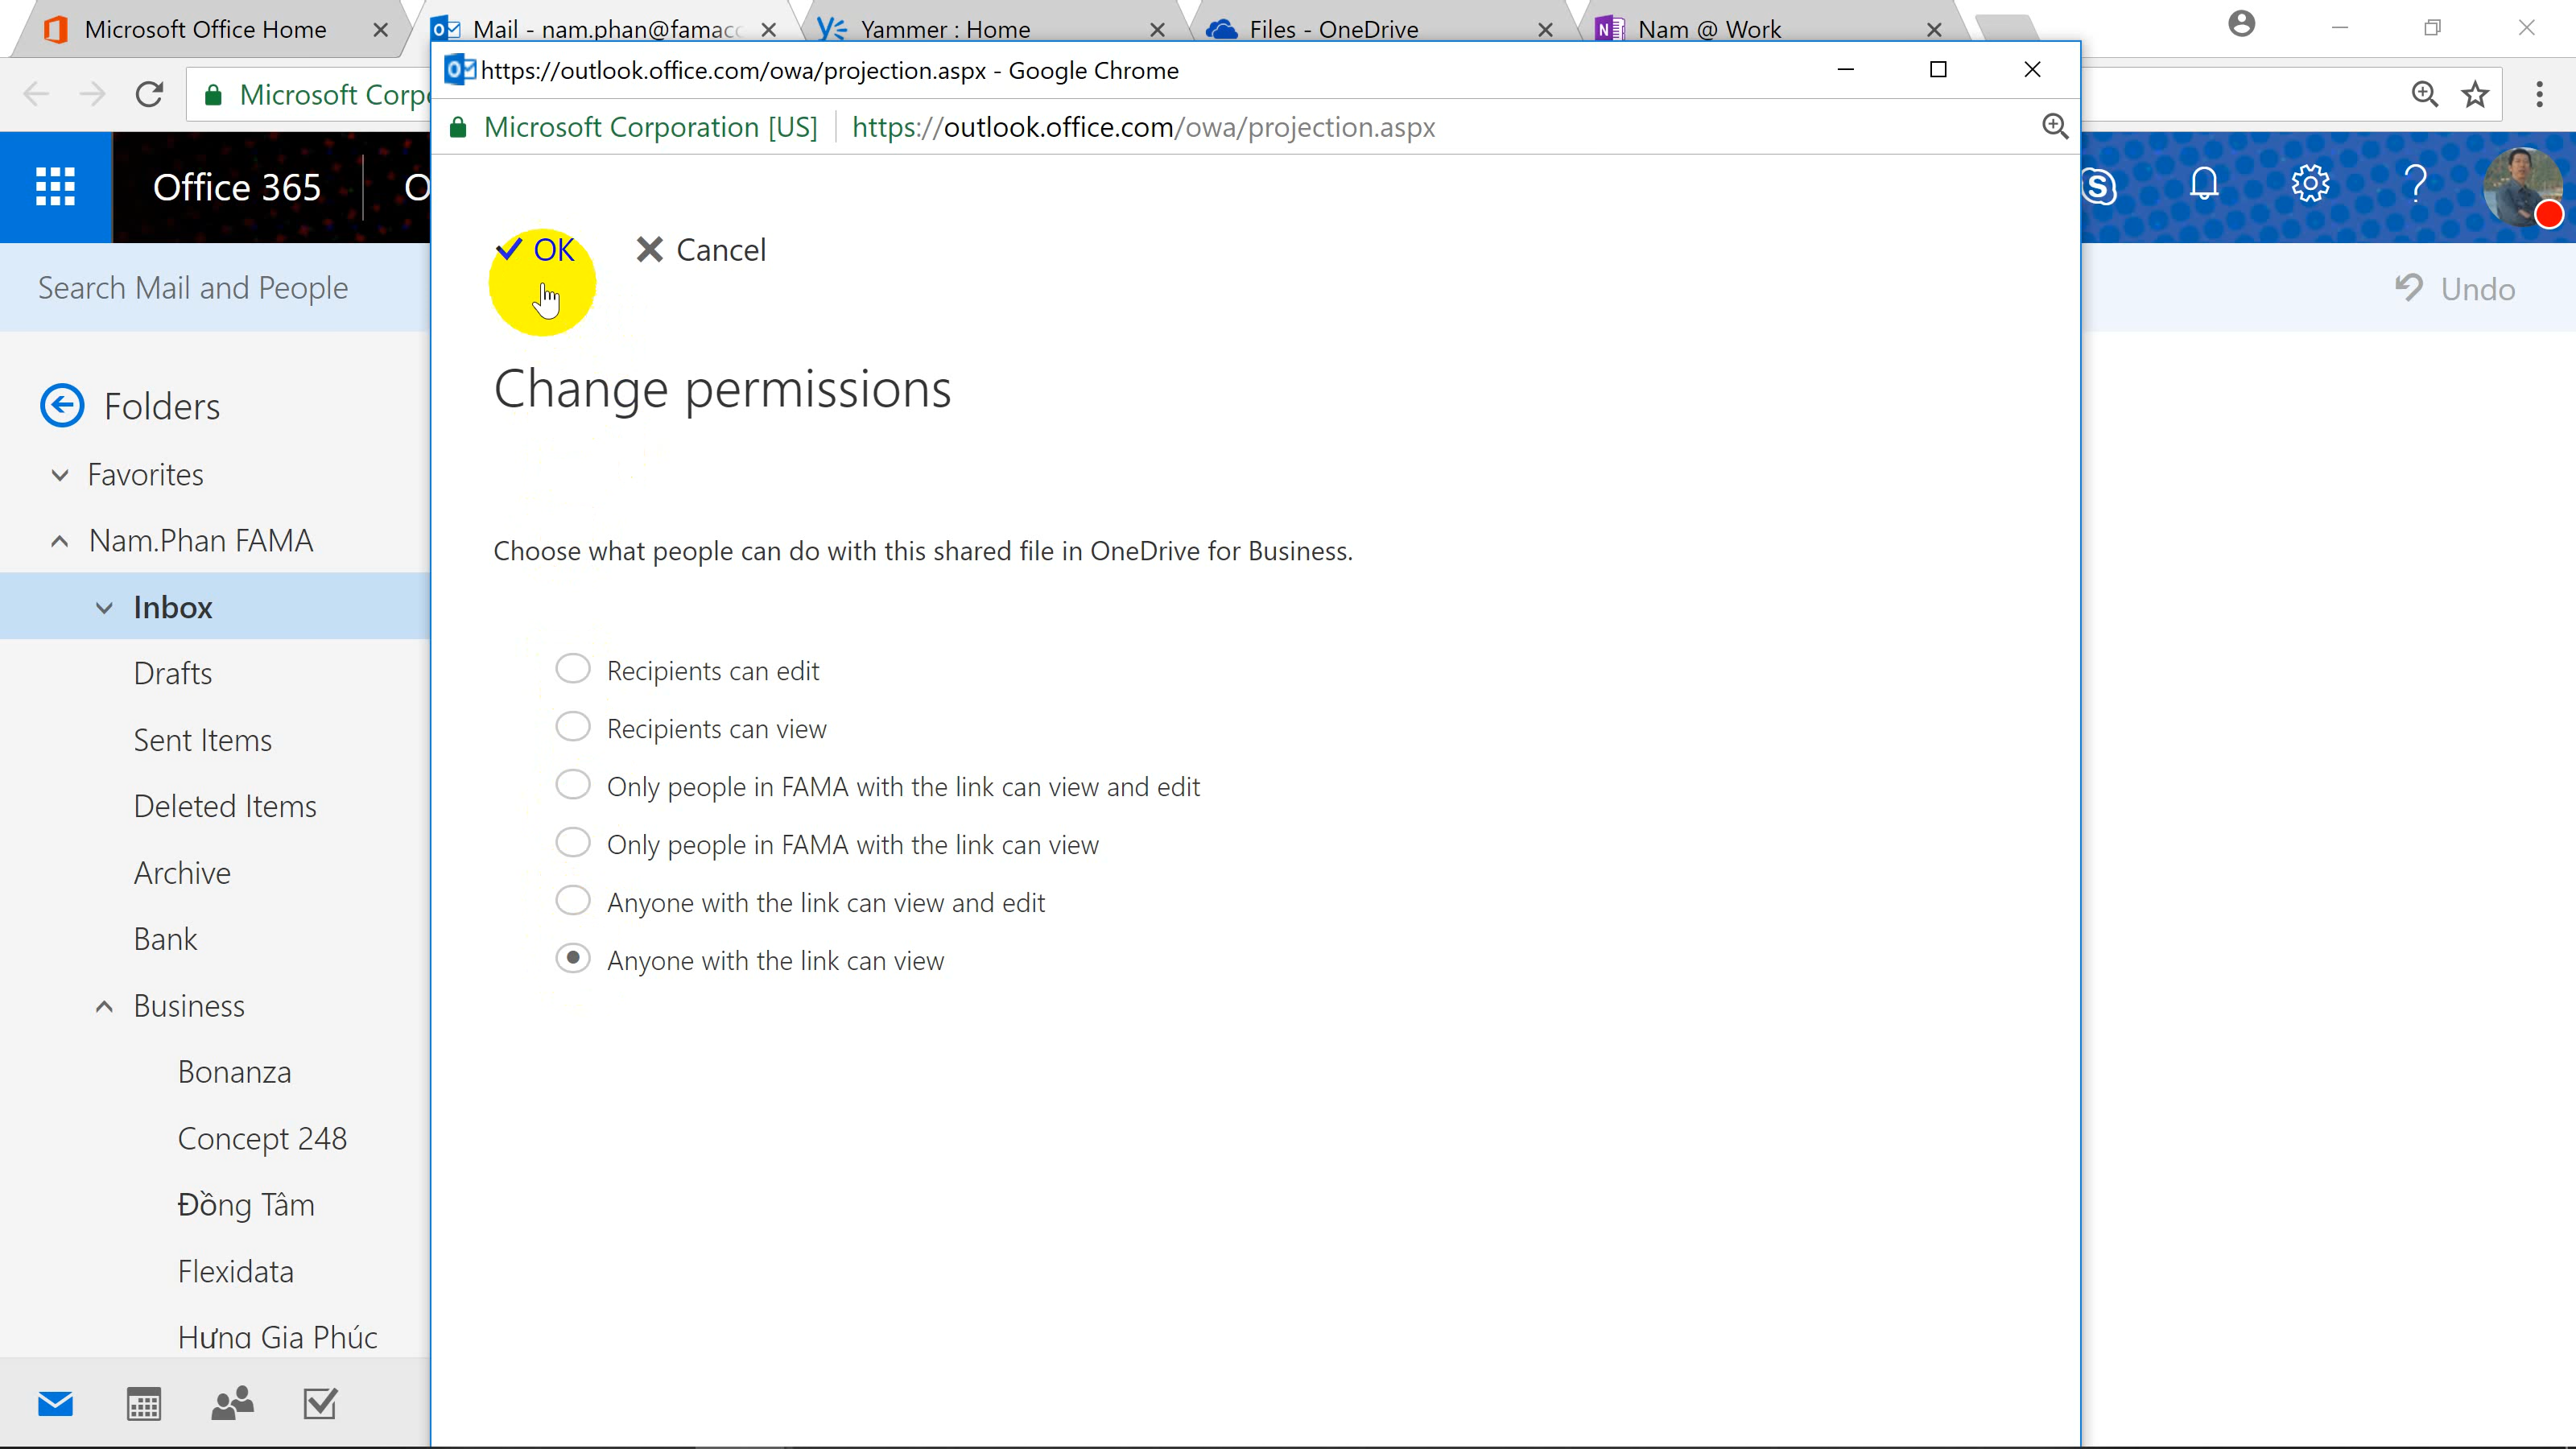 Microsoft Office Home
Mail - nam.phan@famacc
Yammer : Home
Files - OneDrive
Nam @ Work
https://outlook.office.com/owa/projection.aspx - Google Chrome
Microsoft Corpo
Microsoft Corporation [US] https://outlook.office.com/owa/projection.aspx
Office 365
O
Search Mail and People
Undo
OK
Cancel
Change permissions
Choose what people can do with this shared file in OneDrive for Business.
Recipients can edit
Recipients can view
Only people in FAMA with the link can view and edit
Only people in FAMA with the link can view
Anyone with the link can view and edit
Anyone with the link can view
Folders
Favorites
Nam.Phan FAMA
Inbox
Drafts
Sent Items
Deleted Items
Archive
Bank
Business
Bonanza
Concept 248
Đồng Tâm
Flexidata
Hưng Gia Phúc